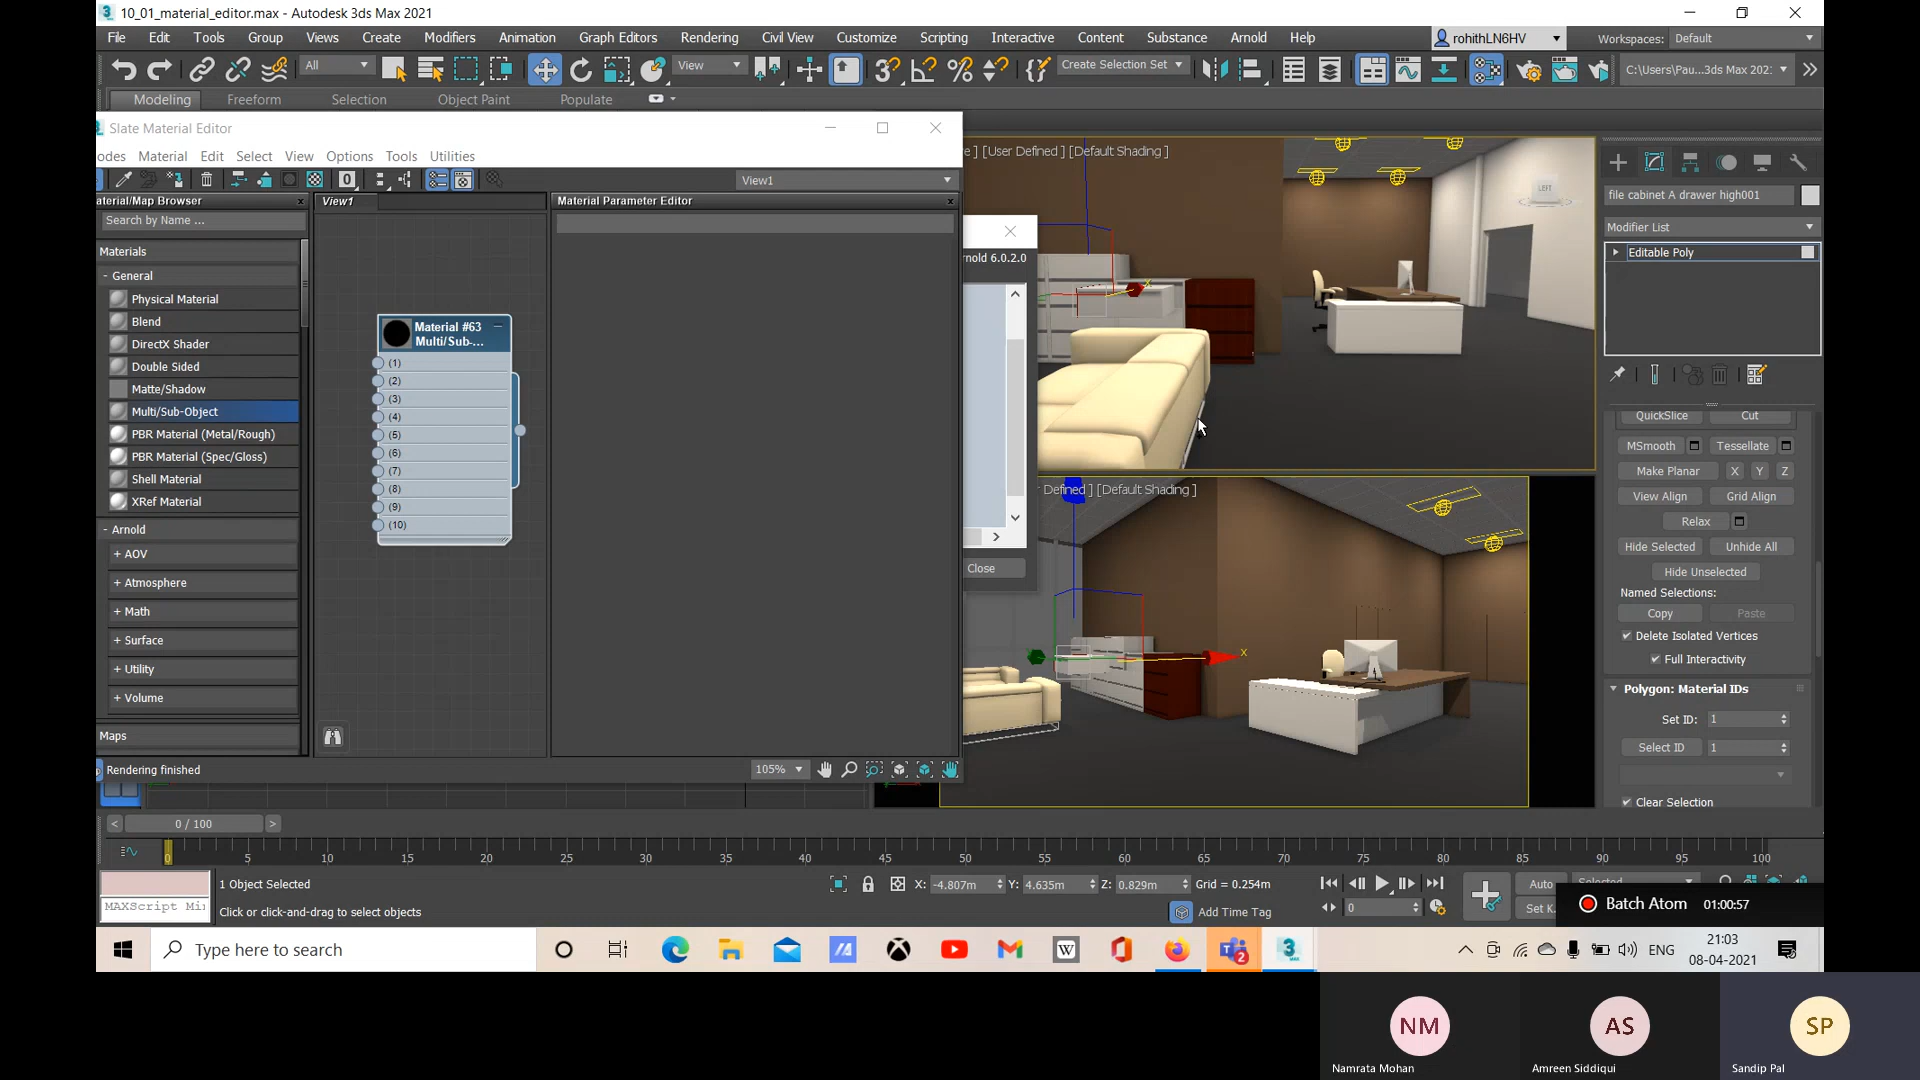 10_01_material_editor.max - Autodesk 3ds Max 2021
File Edit Tools Group Views Create Modifiers Animation Graph Editors Rendering Civil View Customize Scripting Interactive Content Substance Arnold Help
rohithLN6HV
Workspaces: Default
All
View
Create Selection Set
C:\Users\Pau...3ds Max 202:
Modeling Freeform Selection Object Paint Populate
Slate Material Editor
odes Material Edit Select View Options Tools Utilities
View1
aterial/Map Browser
Search by Name ...
Materials
- General
Physical Material
Blend
DirectX Shader
Double Sided
Matte/Shadow
Multi/Sub-Object
PBR Material (Metal/Rough)
PBR Material (Spec/Gloss)
Shell Material
XRef Material
- Arnold
+ AOV
+ Atmosphere
+ Math
+ Surface
+ Utility
+ Volume
Maps
Rendering finished
View1
Material #63
Multi/Sub-...
(1)
(2)
(3)
(4)
(5)
(6)
(7)
(8)
(9)
(10)
Material Parameter Editor
105%
rnold 6.0.2.0
Close
e ] [User Defined ] [Default Shading ]
LEFT
r Defined ] [Default Shading ]
x
file cabinet A drawer high001
Modifier List
Editable Poly
QuickSlice Cut
MSmooth Tessellate
Make Planar X Y Z
View Align Grid Align
Relax
Hide Selected Unhide All
Hide Unselected
Named Selections:
Copy Paste
Delete Isolated Vertices
Full Interactivity
Polygon: Material IDs
Set ID: 1
Select ID 1
Clear Selection
< 0 / 100 >
0 5 10 15 20 25 30 35 40 45 50 55 60 65 70 75 80 85 90 95 100
MAXScript Mi
1 Object Selected
Click or click-and-drag to select objects
X: -4.807m Y: 4.635m Z: 0.829m Grid = 0.254m
Add Time Tag
0
Auto Selected
Set K
Batch Atom 01:00:57
Type here to search
ENG
21:03
08-04-2021
NM
Namrata Mohan
AS
Amreen Siddiqui
SP
Sandip Pal